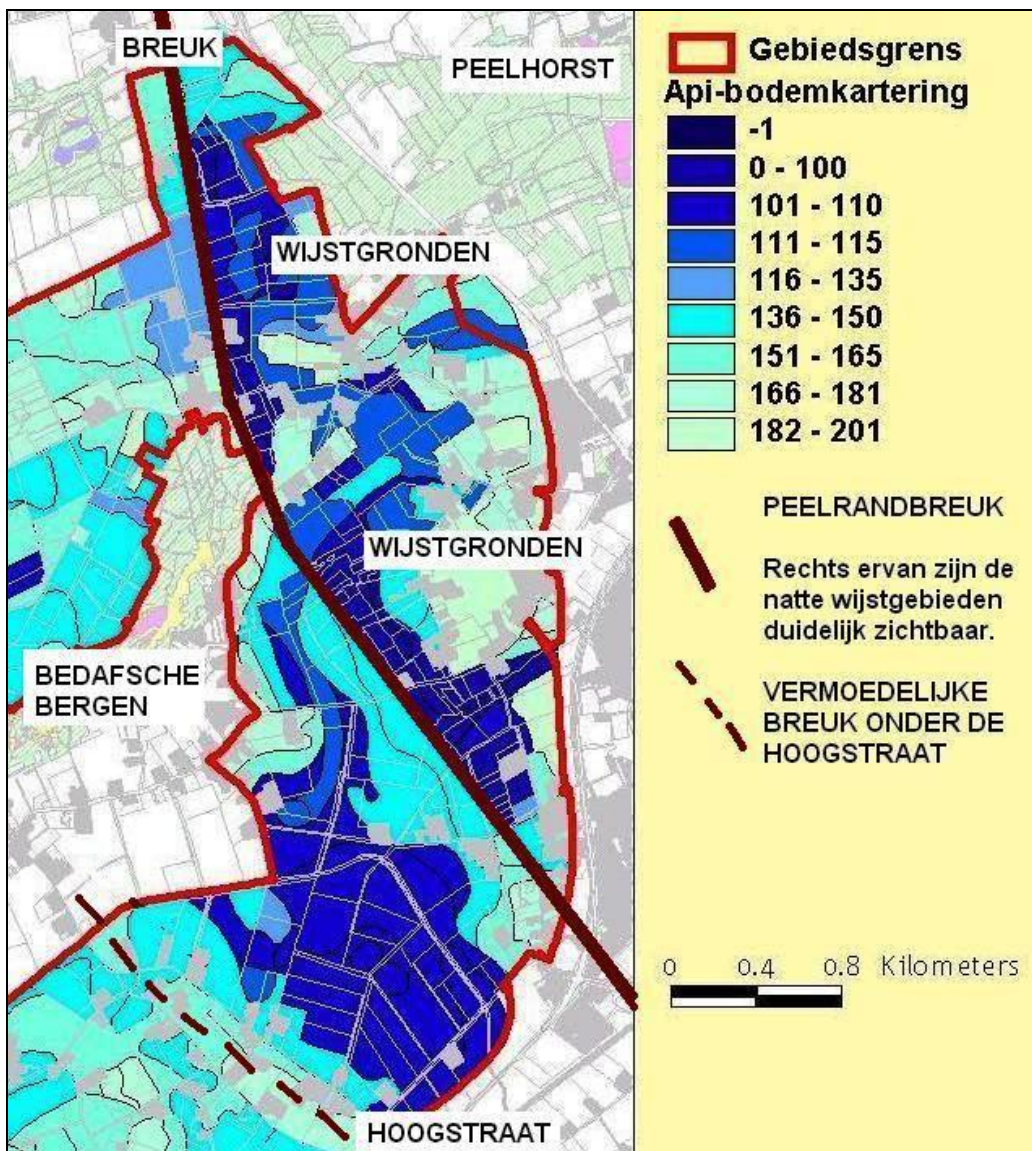 BREUK
PEELHORST
WIJSTGRONDEN
WIJSTGRONDEN
BEDAFSCHE
BERGEN
HOOGSTRAAT
Gebiedsgrens
Api-bodemkartering
-1
0 - 100
101 - 110
111 - 115
116 - 135
136 - 150
151 - 165
166 - 181
182 - 201
PEELRANDBREUK
Rechts ervan zijn de
natte wijstgebieden
duidelijk zichtbaar.
VERMOEDELIJKE
BREUK ONDER DE
HOOGSTRAAT
0 0.4 0.8 Kilometers